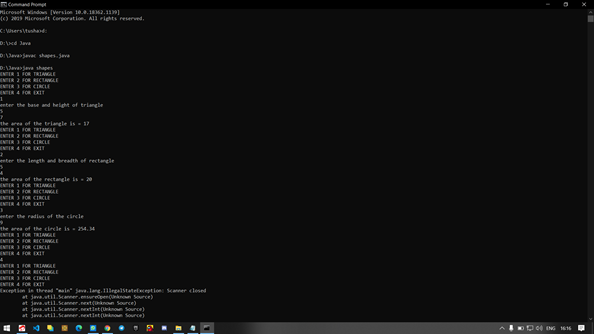 Command Prompt
Microsoft Windows [Version 10.0.18362.1139]
(c) 2019 Microsoft Corporation. All rights reserved.
C:\Users\tusha>d:
D:\>cd Java
D:\Java>javac shapes.java
D:\Java>java shapes
ENTER 1 FOR TRIANGLE
ENTER 2 FOR RECTANGLE
ENTER 3 FOR CIRCLE
ENTER 4 FOR EXIT
1
enter the base and height of triangle
5
7
the area of the triangle is = 17
ENTER 1 FOR TRIANGLE
ENTER 2 FOR RECTANGLE
ENTER 3 FOR CIRCLE
ENTER 4 FOR EXIT
2
enter the length and breadth of rectangle
5
4
the area of the rectangle is = 20
ENTER 1 FOR TRIANGLE
ENTER 2 FOR RECTANGLE
ENTER 3 FOR CIRCLE
ENTER 4 FOR EXIT
3
enter the radius of the circle
9
the area of the circle is = 254.34
ENTER 1 FOR TRIANGLE
ENTER 2 FOR RECTANGLE
ENTER 3 FOR CIRCLE
ENTER 4 FOR EXIT
4
ENTER 1 FOR TRIANGLE
ENTER 2 FOR RECTANGLE
ENTER 3 FOR CIRCLE
ENTER 4 FOR EXIT
Exception in thread "main" java.lang.IllegalStateException: Scanner closed
at java.util.Scanner.ensureOpen(Unknown Source)
at java.util.Scanner.next(Unknown Source)
at java.util.Scanner.nextInt(Unknown Source)
at java.util.Scanner.nextInt(Unknown Source)
ENG 16:16